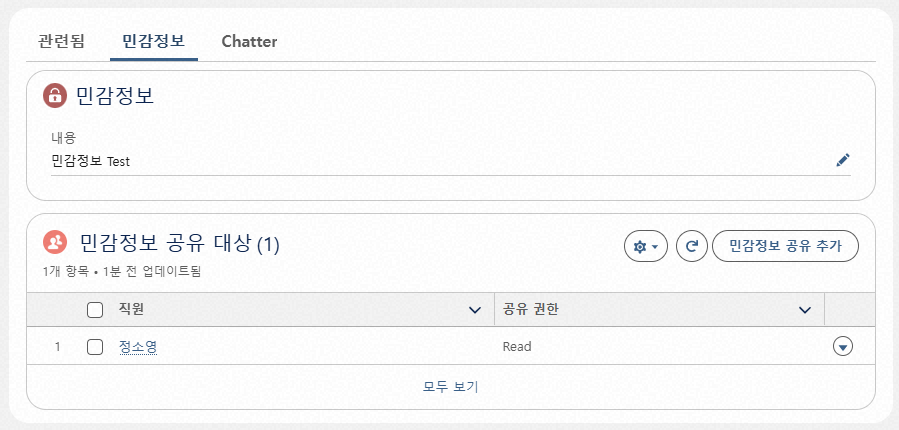 관련됨 민감정보 Chatter
민감정보
내용
민감정보 Test
민감정보 공유 대상 (1)
민감정보 공유 추가
1개 항목 • 1분 전 업데이트됨
직원 공유 권한
1 정소영 Read
모두 보기